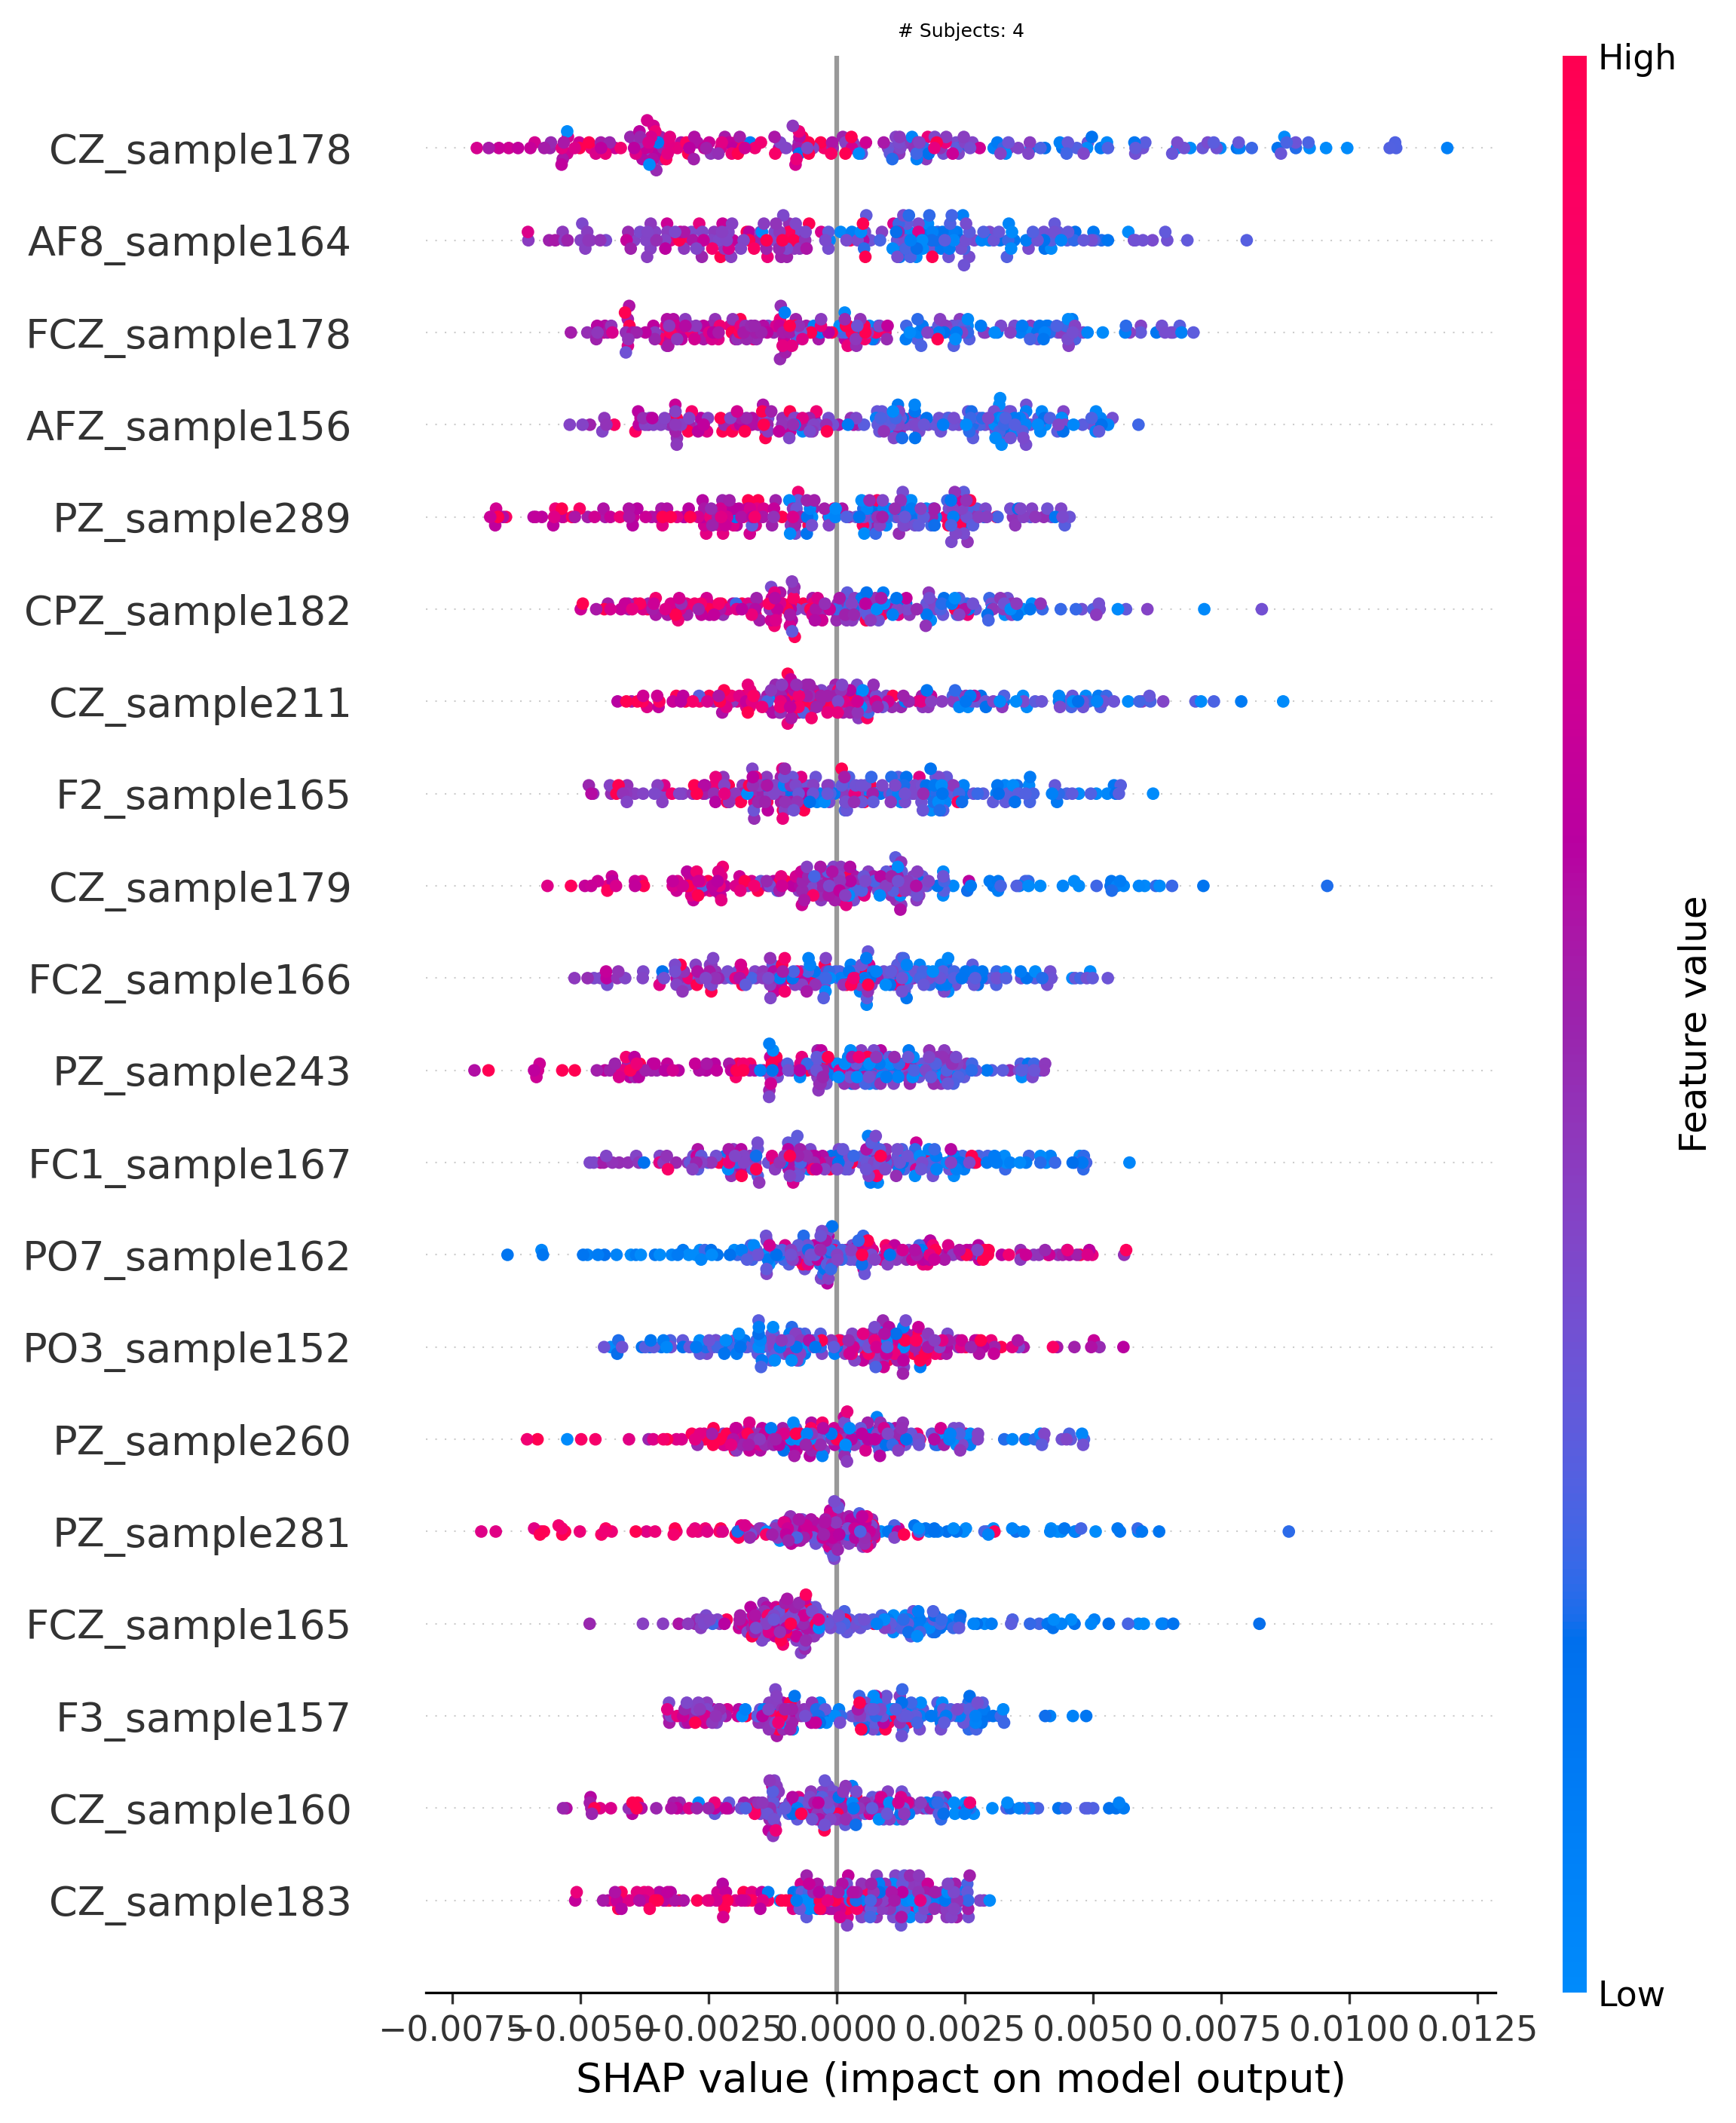 # Subjects: 4
High
CZ_sample178
AF8_sample164
FCZ_sample178
AFZ_sample156
PZ_sample289
CPZ_sample182
CZ_sample211
F2_sample165
CZ_sample179
FC2_sample166
PZ_sample243
FC1_sample167
PO7_sample162
PO3_sample152
PZ_sample260
PZ_sample281
FCZ_sample165
F3_sample157
CZ_sample160
CZ_sample183
Feature value
Low
−0.0075 −0.0050 −0.0025 0.0000 0.0025 0.0050 0.0075 0.0100 0.0125
SHAP value (impact on model output)